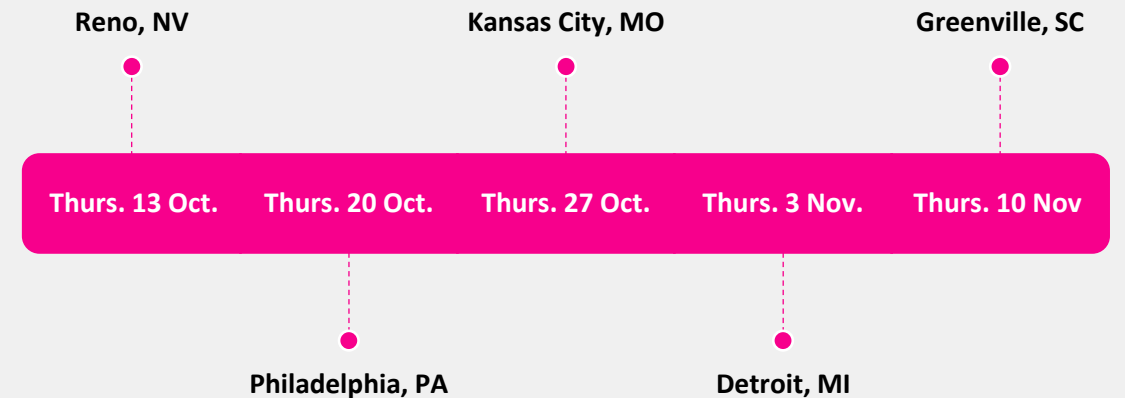 Reno, NV
Kansas City, MO
Greenville, SC
Thurs. 13 Oct.
Thurs. 20 Oct.
Thurs. 27 Oct.
Thurs. 3 Nov.
Thurs. 10 Nov
Philadelphia, PA
Detroit, MI